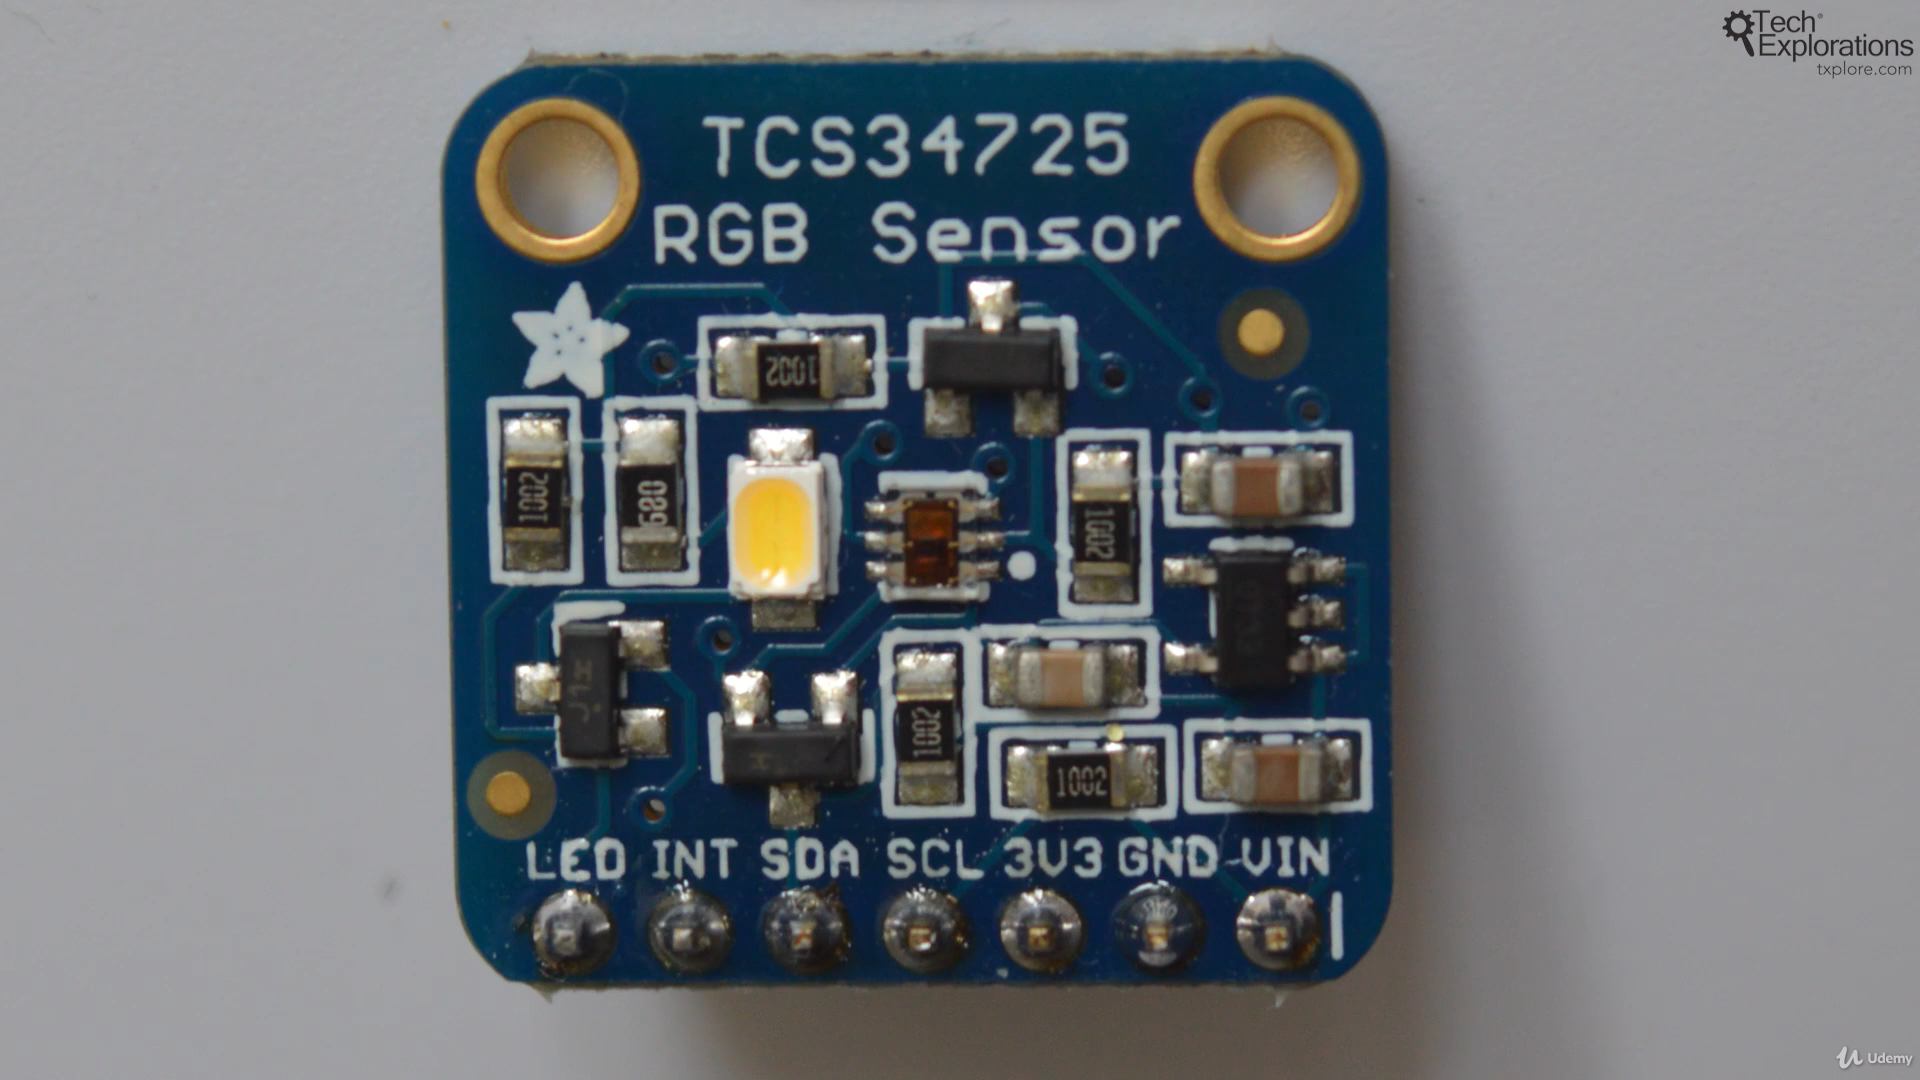 Tech
Explorations
txplore.com
TCS34725
RGB Sensor
1002
1002
680
1002
1002
1002
LED INT SDA SCL 3V3 GND VIN
Udemy